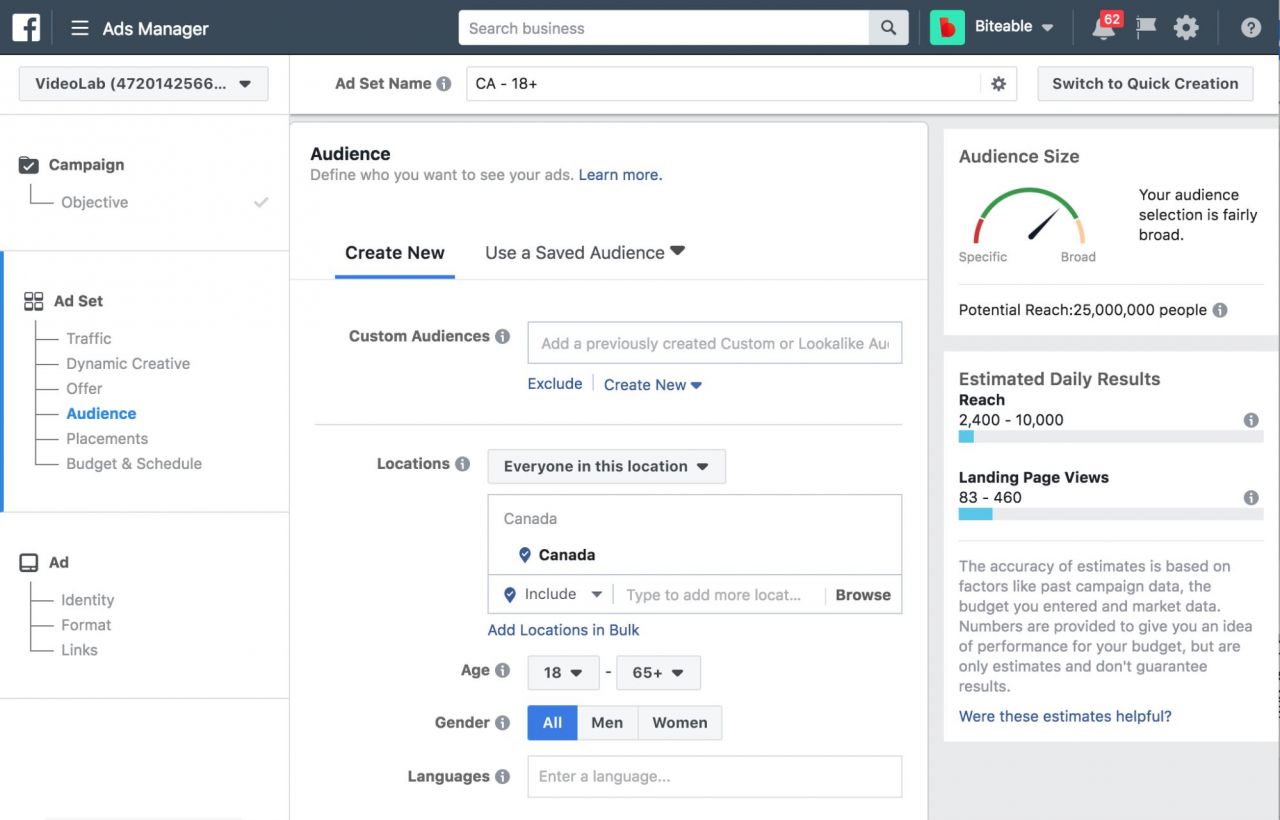 f
Ads Manager
Search business
Biteable
62
?
VideoLab (4720142566...
Ad Set Name
CA - 18+
Switch to Quick Creation
Campaign
Objective
Ad Set
Traffic
Dynamic Creative
Offer
Audience
Placements
Budget & Schedule
Ad
Identity
Format
Links
Audience
Define who you want to see your ads. Learn more.
Create New
Use a Saved Audience
Custom Audiences
Add a previously created Custom or Lookalike Au
Exclude
Create New
Locations
Everyone in this location
Canada
Canada
Include
Type to add more locat...
Browse
Add Locations in Bulk
Age
18
-
65+
Gender
All
Men
Women
Languages
Enter a language...
Audience Size
Your audience
selection is fairly
broad.
Specific
Broad
Potential Reach:25,000,000 people
Estimated Daily Results
Reach
2,400 - 10,000
Landing Page Views
83 - 460
The accuracy of estimates is based on
factors like past campaign data, the
budget you entered and market data.
Numbers are provided to give you an idea
of performance for your budget, but are
only estimates and don't guarantee
results.
Were these estimates helpful?